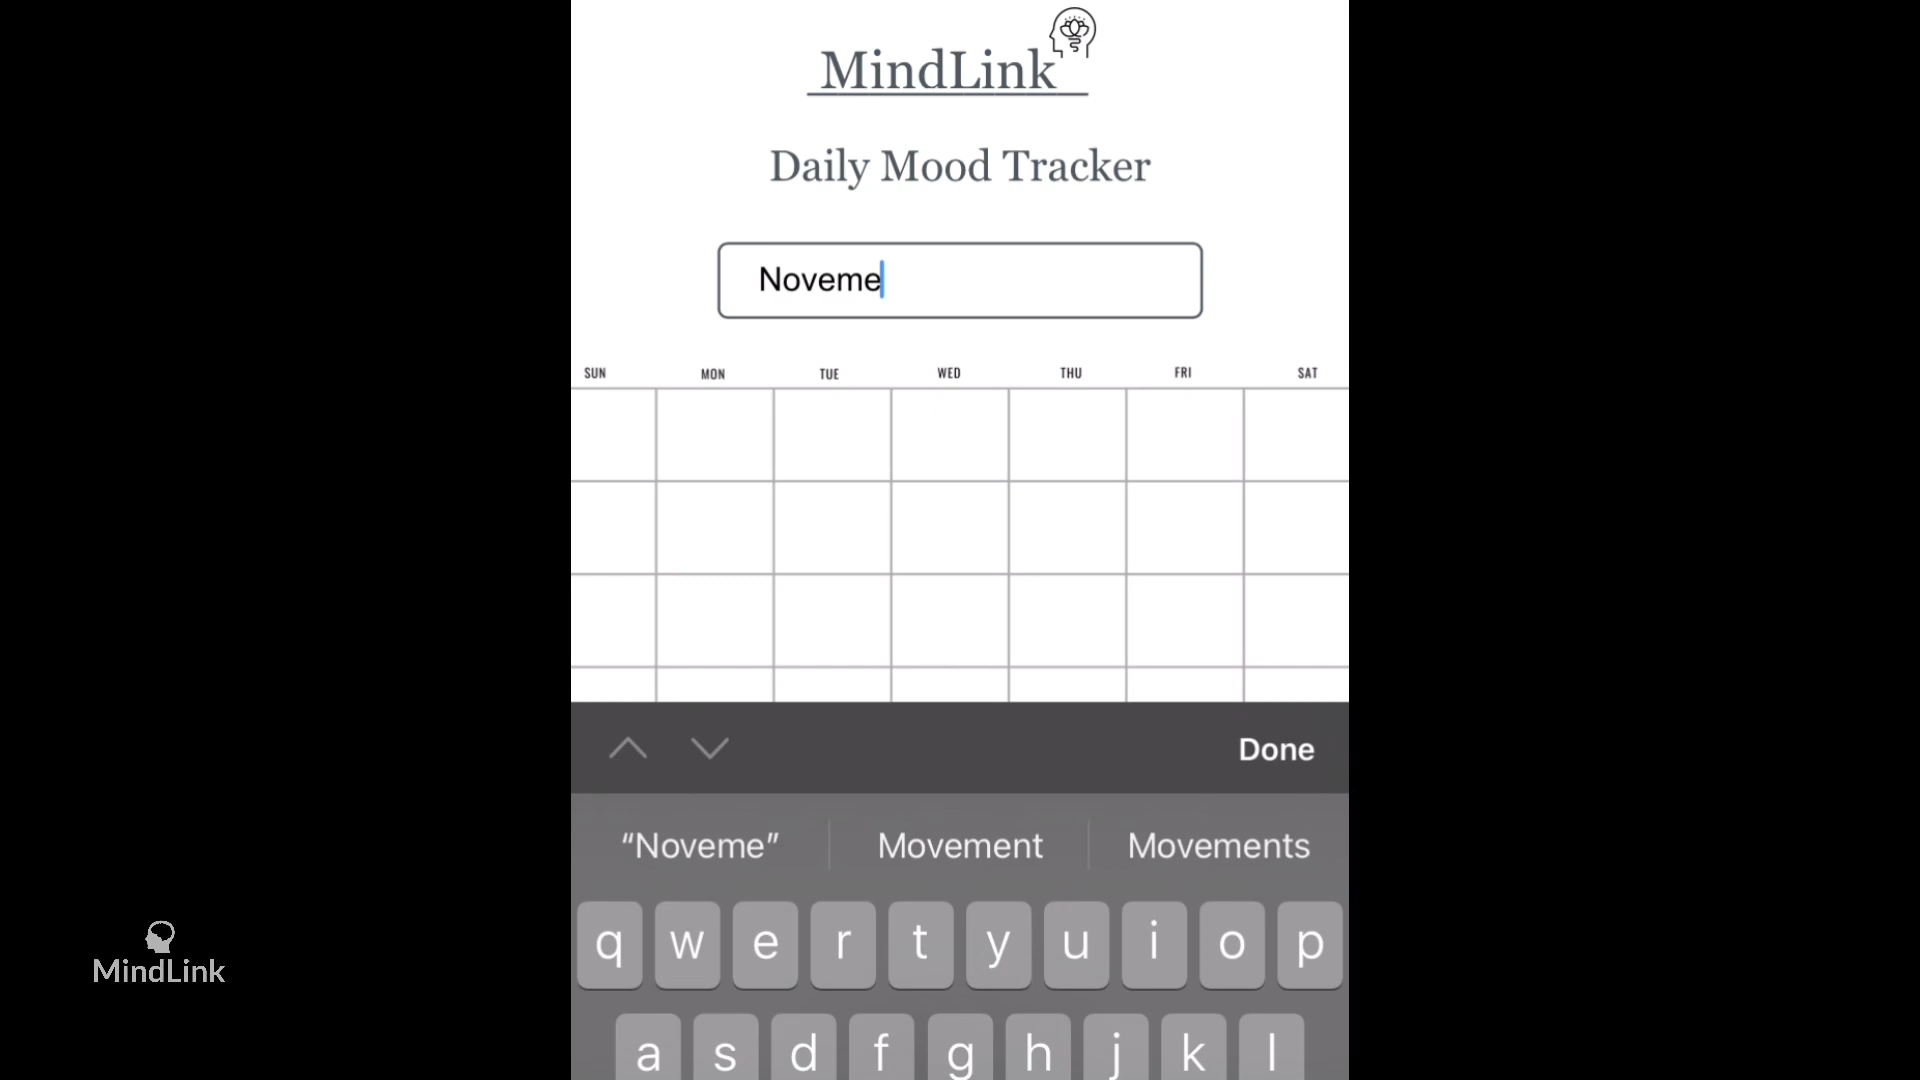 MindLink
Daily Mood Tracker
Noveme
SUN MON TUE WED THU FRI SAT
Done
“Noveme” Movement Movements
q w e r t y u i o p
a s d f g h j k l
MindLink